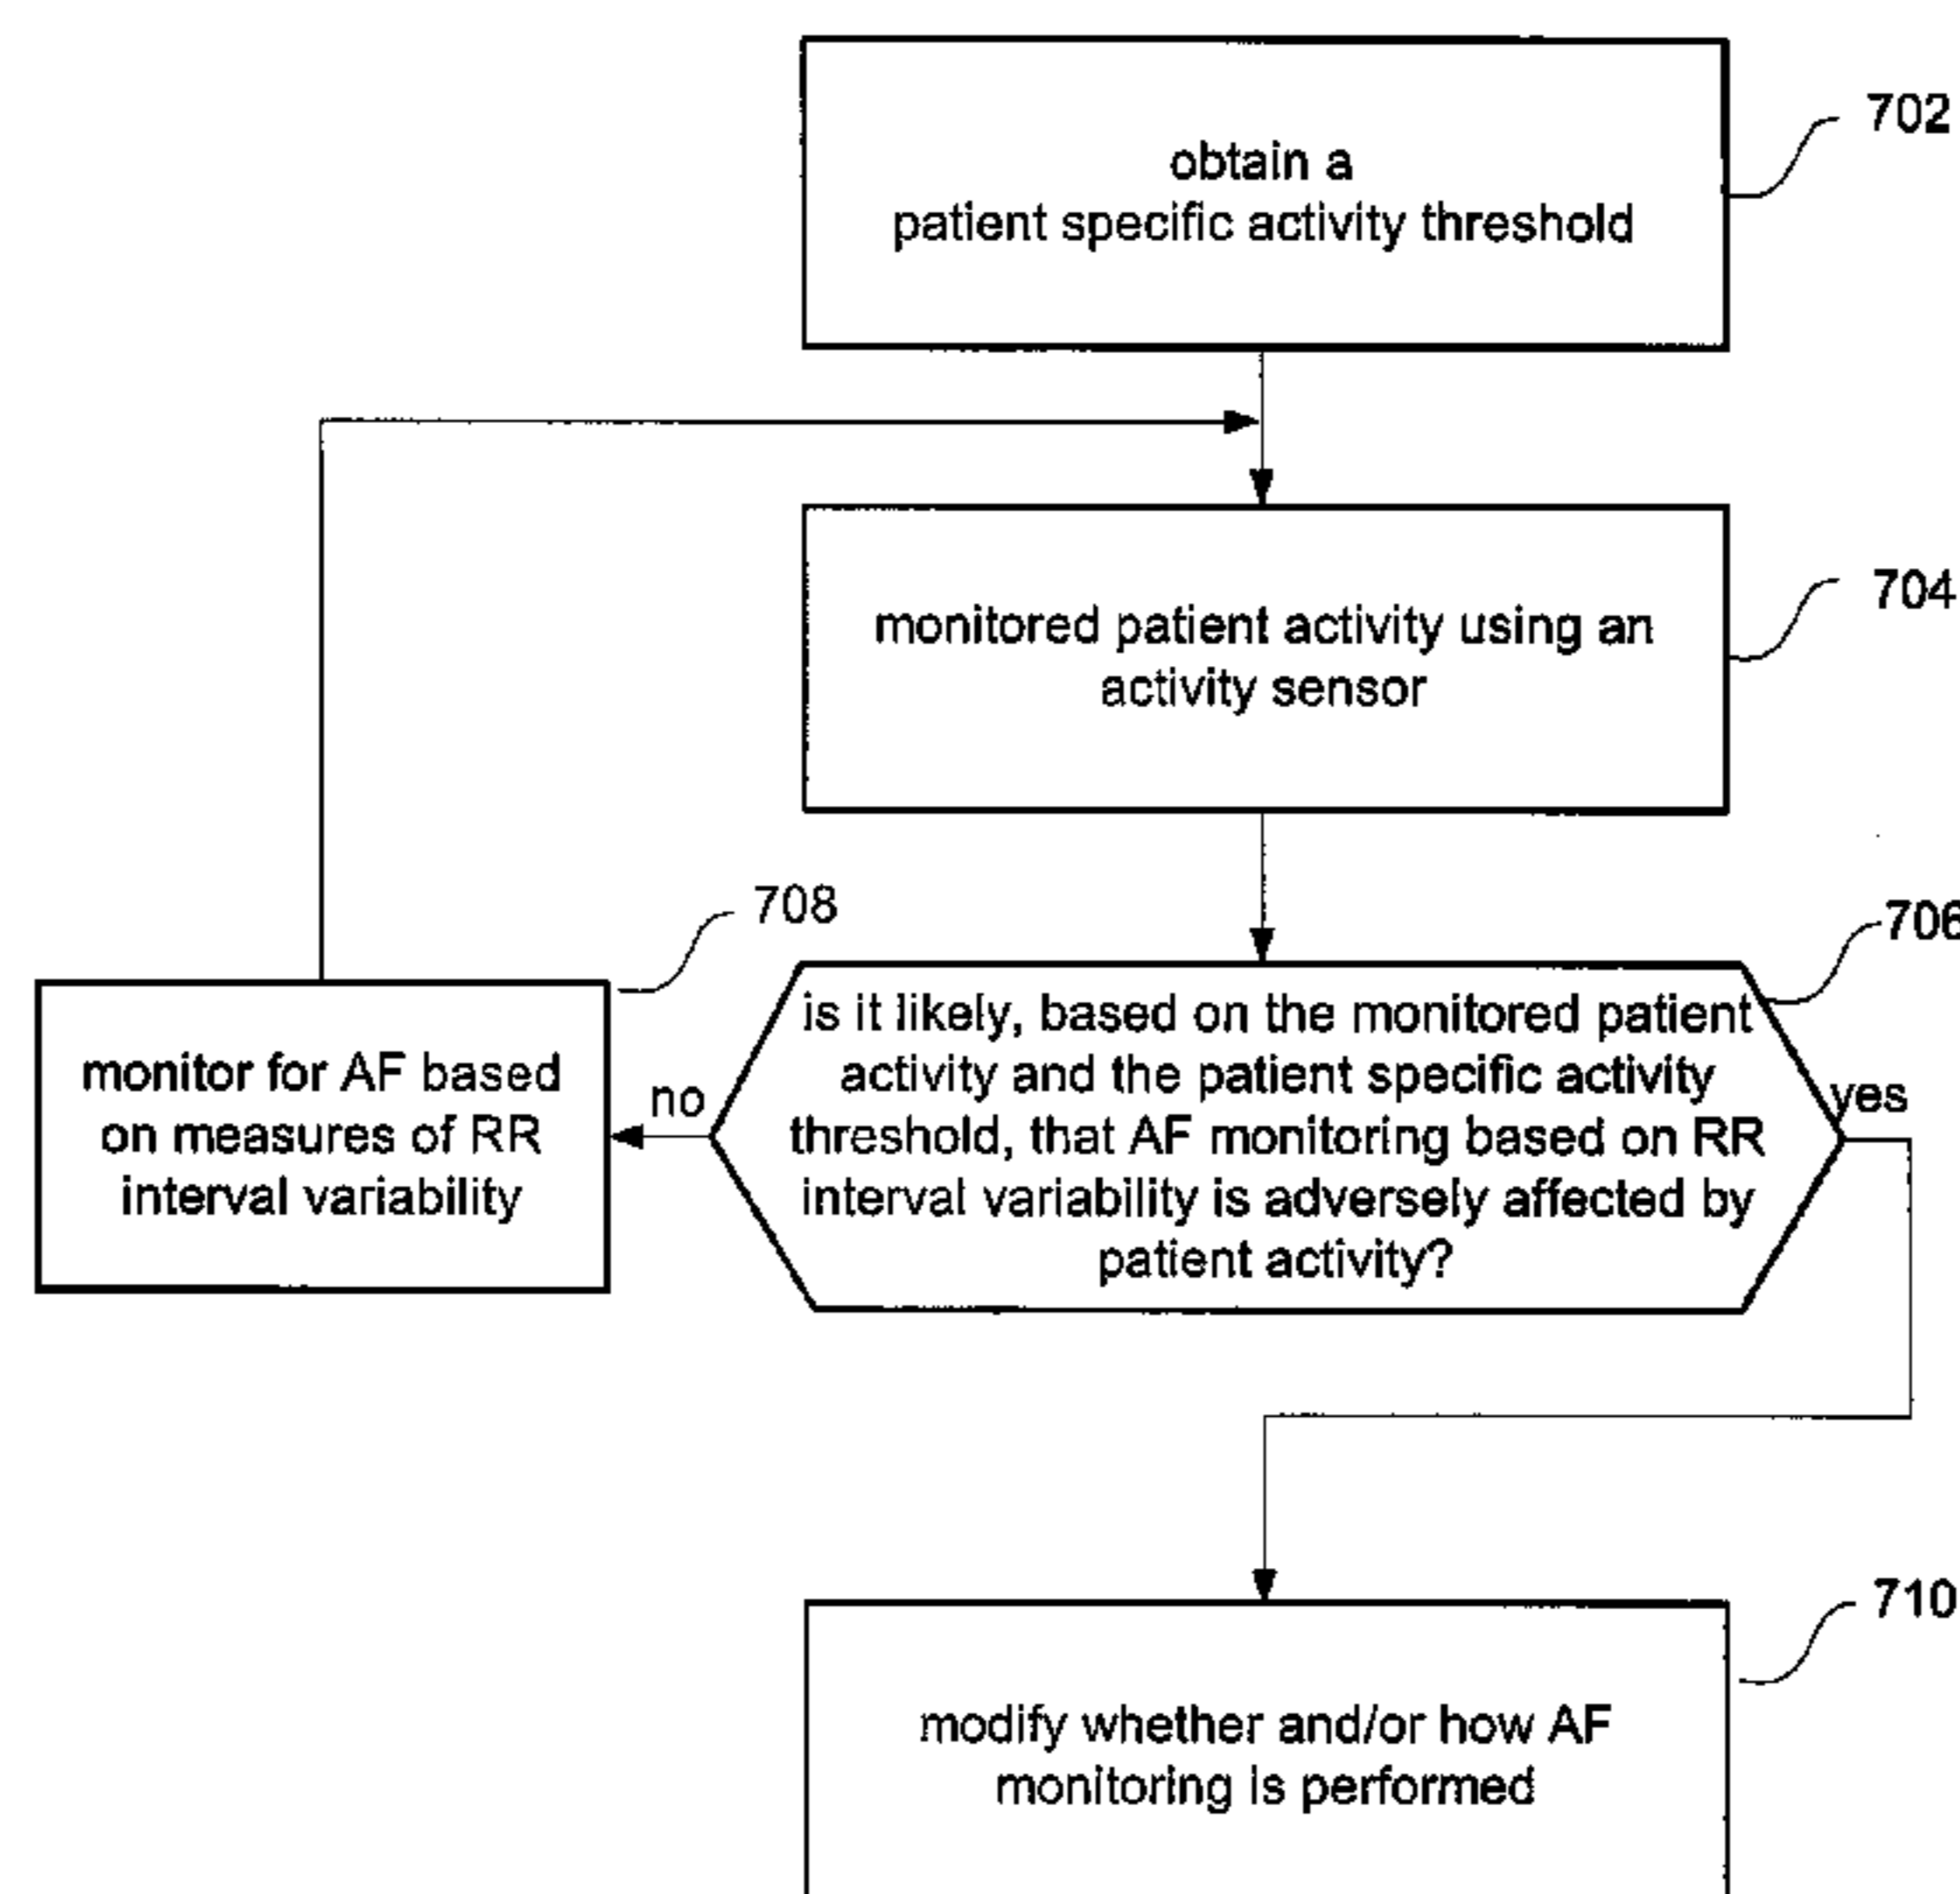 obtain a
patient specific activity threshold
702
monitored patient activity using an
activity sensor
704
708
706
monitor for AF based
on measures of RR
interval variability
no
is it likely, based on the monitored patient
activity and the patient specific activity
threshold, that AF monitoring based on RR
interval variability is adversely affected by
patient activity?
yes
710
modify whether and/or how AF
monitoring is performed